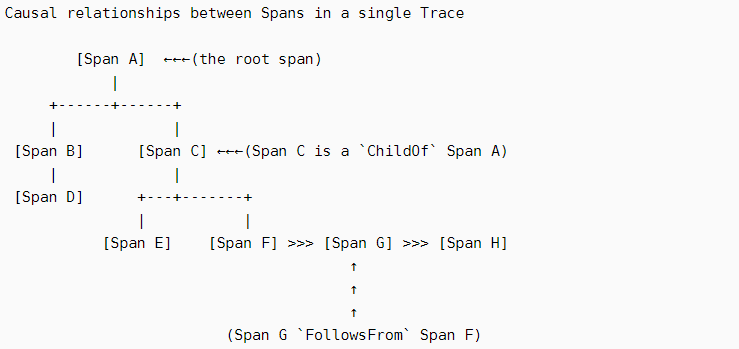 Causal relationships between Spans in a single Trace
[Span A] ←←←(the root span)
|
+------+------+
| |
[Span B] [Span C] ←←←(Span C is a `ChildOf` Span A)
| |
[Span D] +---+-------+
| |
[Span E] [Span F] >>> [Span G] >>> [Span H]
↑
↑
↑
(Span G `FollowsFrom` Span F)